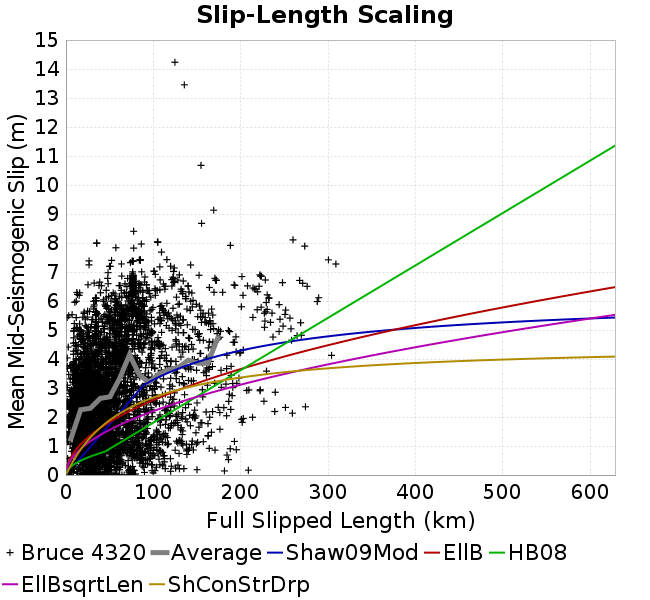 Slip-Length Scaling
Mean Mid-Seismogenic Slip (m)
15
14
13
12
11
10
9
8
7
6
5
4
3
2
1
0
0 100 200 300 400 500 600
Full Slipped Length (km)
Bruce 4320 Average Shaw09Mod EllB HB08
EllBsqrtLen ShConStrDrp